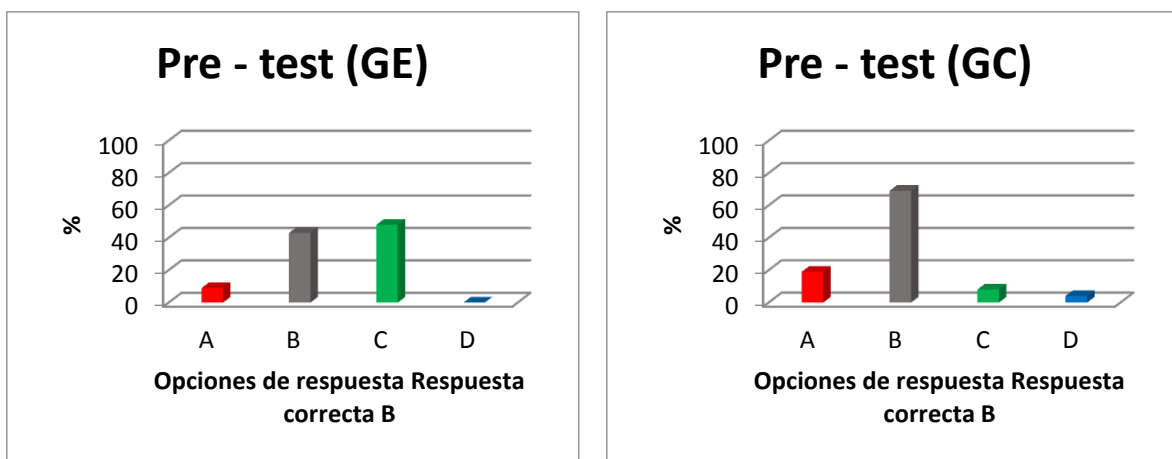 Pre - test (GE)
100
80
60
40
20
0
%
A B C D
Opciones de respuesta Respuesta
correcta B
Pre - test (GC)
100
80
60
40
20
0
%
A B C D
Opciones de respuesta Respuesta
correcta B